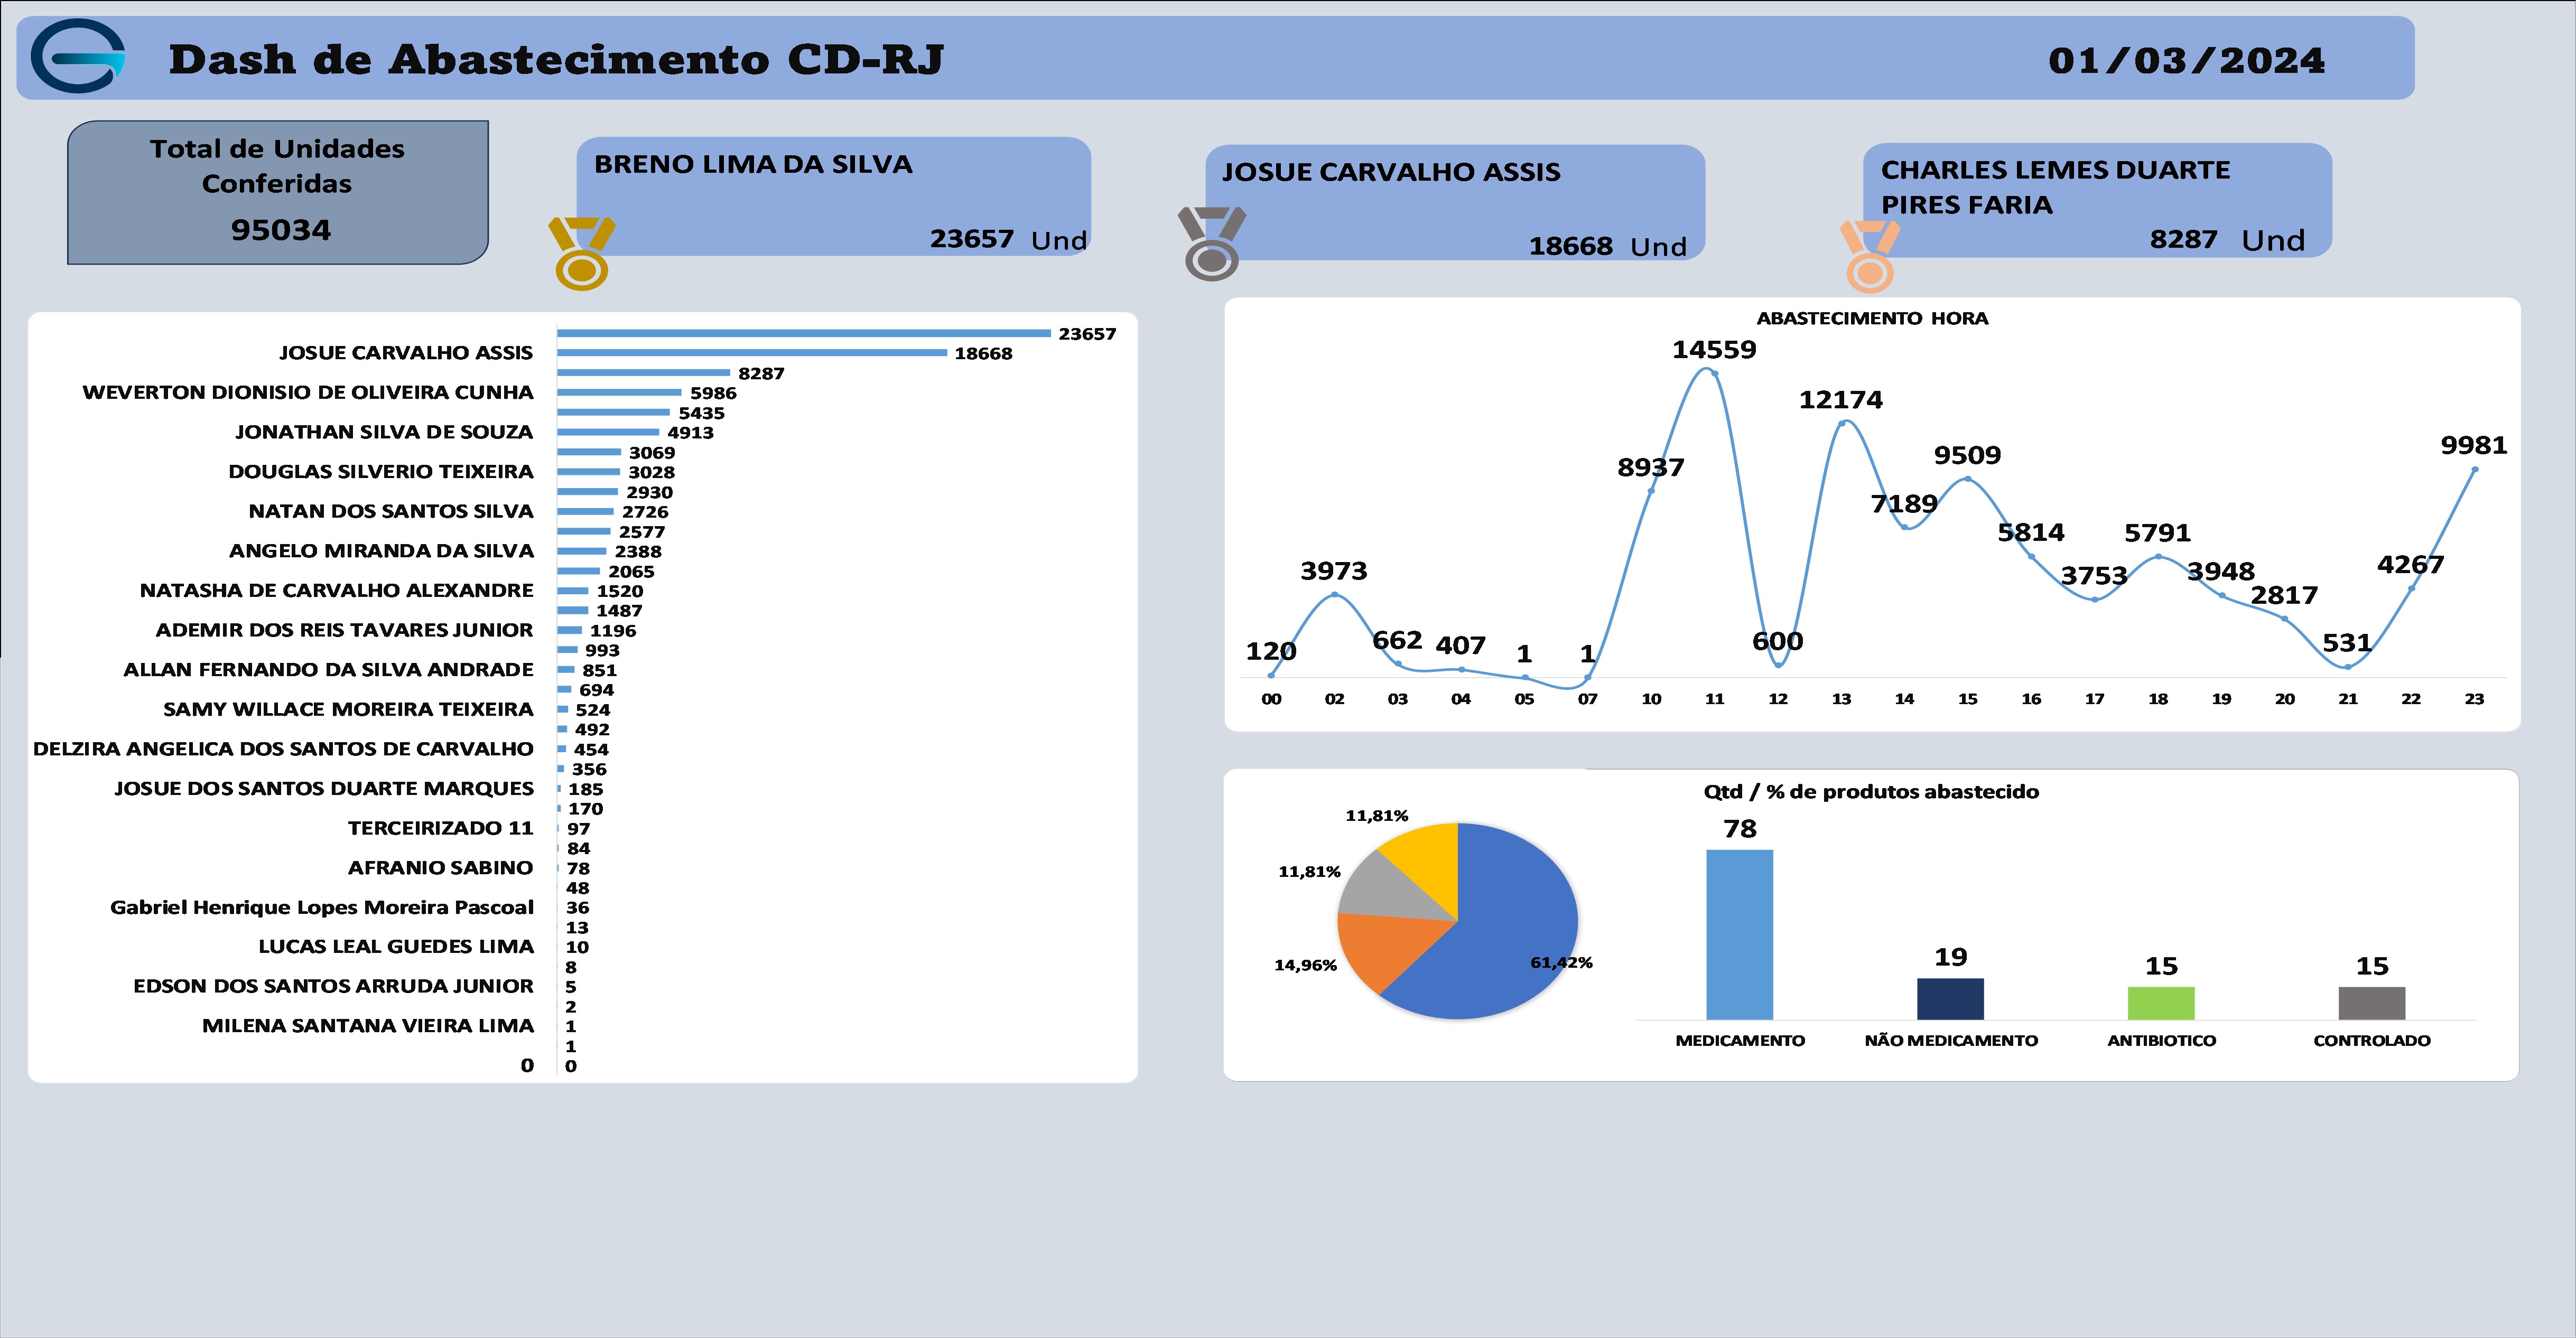 Dash de Abastecimento CD-RJ
01/03/2024
Total de Unidades
Conferidas
95034
BRENO LIMA DA SILVA
23657 Und
JOSUE CARVALHO ASSIS
18668 Und
CHARLES LEMES DUARTE
PIRES FARIA
8287 Und
23657
JOSUE CARVALHO ASSIS 18668
8287
WEVERTON DIONISIO DE OLIVEIRA CUNHA 5986
5435
JONATHAN SILVA DE SOUZA 4913
3069
DOUGLAS SILVERIO TEIXEIRA 3028
2930
NATAN DOS SANTOS SILVA 2726
2577
ANGELO MIRANDA DA SILVA 2388
2065
NATASHA DE CARVALHO ALEXANDRE 1520
1487
ADEMIR DOS REIS TAVARES JUNIOR 1196
993
ALLAN FERNANDO DA SILVA ANDRADE 851
694
SAMY WILLACE MOREIRA TEIXEIRA 524
492
DELZIRA ANGELICA DOS SANTOS DE CARVALHO 454
356
JOSUE DOS SANTOS DUARTE MARQUES 185
170
TERCEIRIZADO 11 97
84
AFRANIO SABINO 78
48
Gabriel Henrique Lopes Moreira Pascoal 36
13
LUCAS LEAL GUEDES LIMA 10
8
EDSON DOS SANTOS ARRUDA JUNIOR 5
2
MILENA SANTANA VIEIRA LIMA 1
1
0 0
ABASTECIMENTO HORA
120 3973 662 407 1 1 8937 14559 600 12174 7189 9509 5814 3753 5791 3948 2817 531 4267 9981
00 02 03 04 05 07 10 11 12 13 14 15 16 17 18 19 20 21 22 23
Qtd / % de produtos abastecido
11,81%
11,81%
14,96%
61,42%
78 19 15 15
MEDICAMENTO NÃO MEDICAMENTO ANTIBIOTICO CONTROLADO